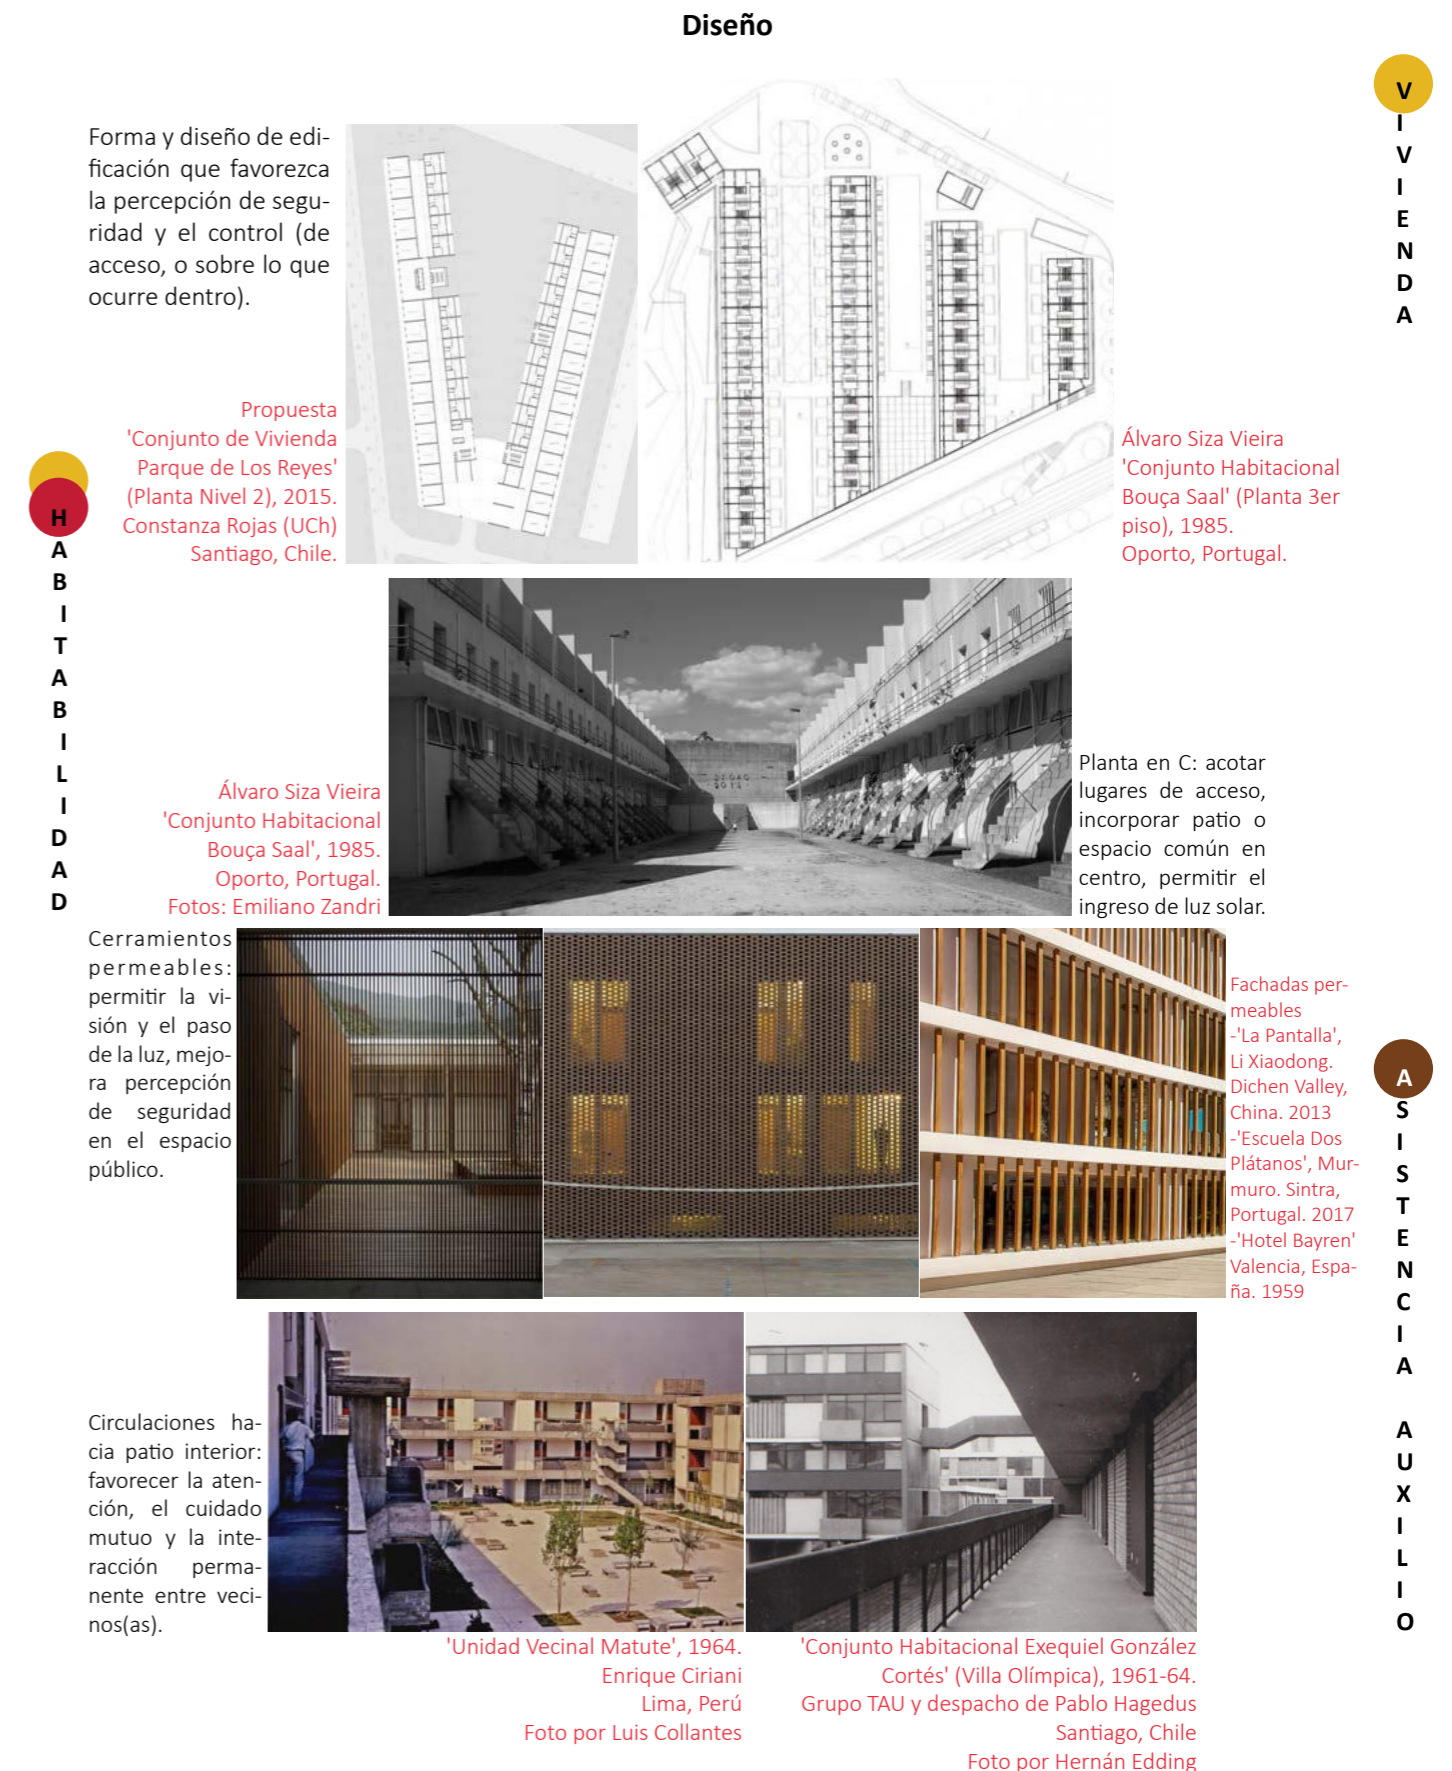 Diseño
V
I
V
I
E
N
D
A
Forma y diseño de edi-
ficación que favorezca
la percepción de segu-
ridad y el control (de
acceso, o sobre lo que
ocurre dentro).
Propuesta
'Conjunto de Vivienda
Parque de Los Reyes'
(Planta Nivel 2), 2015.
Constanza Rojas (UCh)
Santiago, Chile.
Álvaro Siza Vieira
'Conjunto Habitacional
Bouça Saal' (Planta 3er
piso), 1985.
Oporto, Portugal.
H
A
B
I
T
A
B
I
L
I
D
A
D
Álvaro Siza Vieira
'Conjunto Habitacional
Bouça Saal', 1985.
Oporto, Portugal.
Fotos: Emiliano Zandri
Planta en C: acotar
lugares de acceso,
incorporar patio o
espacio común en
centro, permitir el
ingreso de luz solar.
Cerramientos
permeables:
permitir la vi-
sión y el paso
de la luz, mejo-
ra percepción
de seguridad
en el espacio
público.
Fachadas per-
meables
-'La Pantalla',
Li Xiaodong.
Dichen Valley,
China. 2013
-'Escuela Dos
Plátanos', Mur-
muro. Sintra,
Portugal. 2017
-'Hotel Bayren'
Valencia, Espa-
ña. 1959
A
S
I
S
T
E
N
C
I
A
A
U
X
I
L
I
O
Circulaciones ha-
cia patio interior:
favorecer la aten-
ción, el cuidado
mutuo y la inte-
racción perma-
nente entre veci-
nos(as).
'Unidad Vecinal Matute', 1964.
Enrique Ciriani
Lima, Perú
Foto por Luis Collantes
'Conjunto Habitacional Exequiel González
Cortés' (Villa Olímpica), 1961-64.
Grupo TAU y despacho de Pablo Hagedus
Santiago, Chile
Foto por Hernán Edding